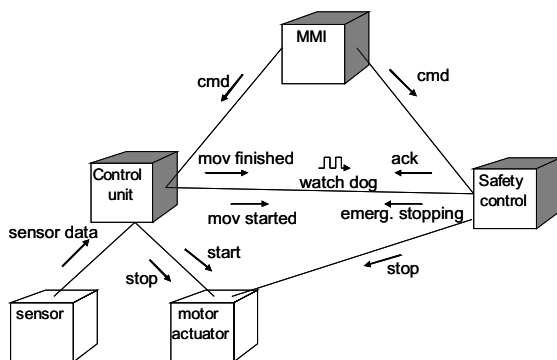 MMI
cmd
cmd
mov finished
ack
watch dog
Control
unit
Safety
control
mov started
emerg. stopping
sensor data
start
stop
stop
sensor
motor
actuator